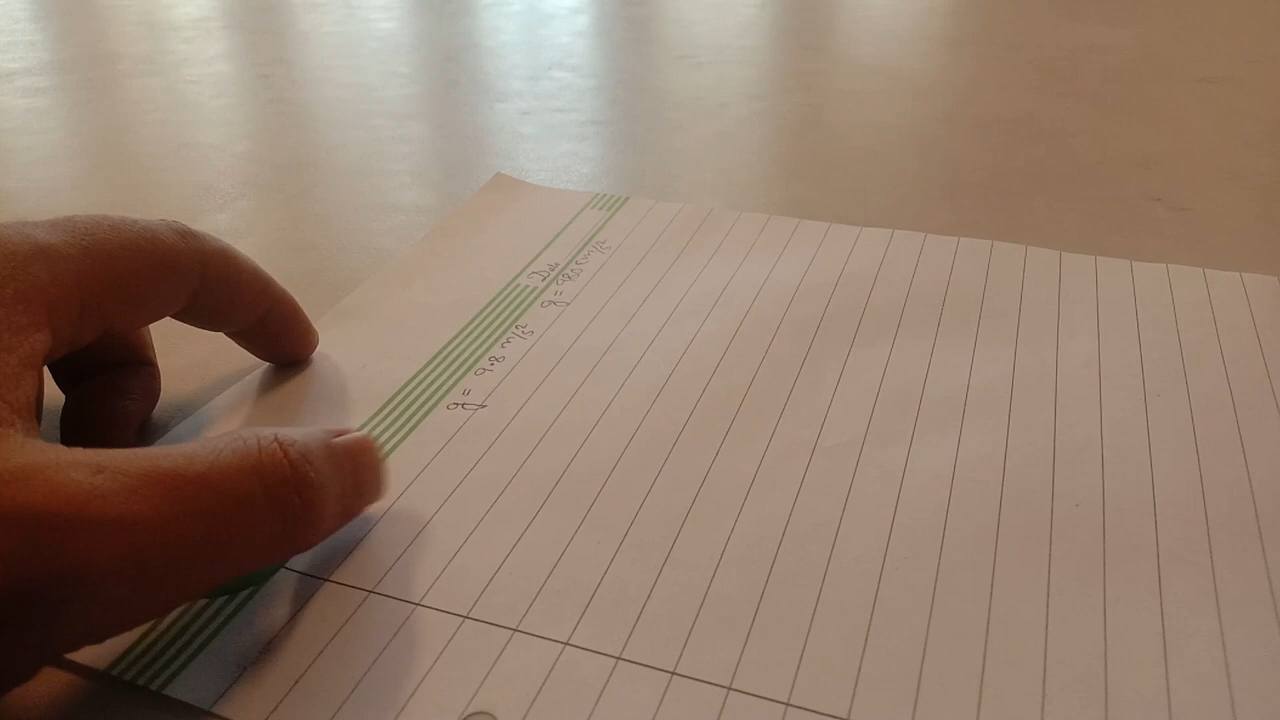 Date
g = 9.8 m/s² g = 980 cm/s²